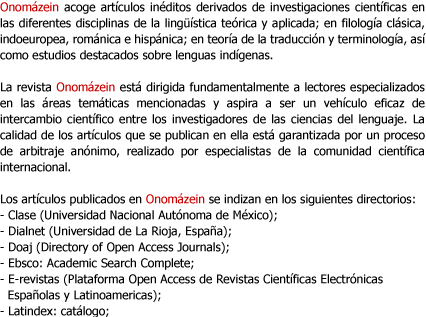 Onomázein acoge artículos inéditos derivados de investigaciones científicas en
las diferentes disciplinas de la lingüística teórica y aplicada; en filología clásica,
indoeuropea, románica e hispánica; en teoría de la traducción y terminología, así
como estudios destacados sobre lenguas indígenas.
La revista Onomázein está dirigida fundamentalmente a lectores especializados
en las áreas temáticas mencionadas y aspira a ser un vehículo eficaz de
intercambio científico entre los investigadores de las ciencias del lenguaje. La
calidad de los artículos que se publican en ella está garantizada por un proceso
de arbitraje anónimo, realizado por especialistas de la comunidad científica
internacional.
Los artículos publicados en Onomázein se indizan en los siguientes directorios:
- Clase (Universidad Nacional Autónoma de México);
- Dialnet (Universidad de La Rioja, España);
- Doaj (Directory of Open Access Journals);
- Ebsco: Academic Search Complete;
- E-revistas (Plataforma Open Access de Revistas Científicas Electrónicas
Españolas y Latinoamericas);
- Latindex: catálogo;